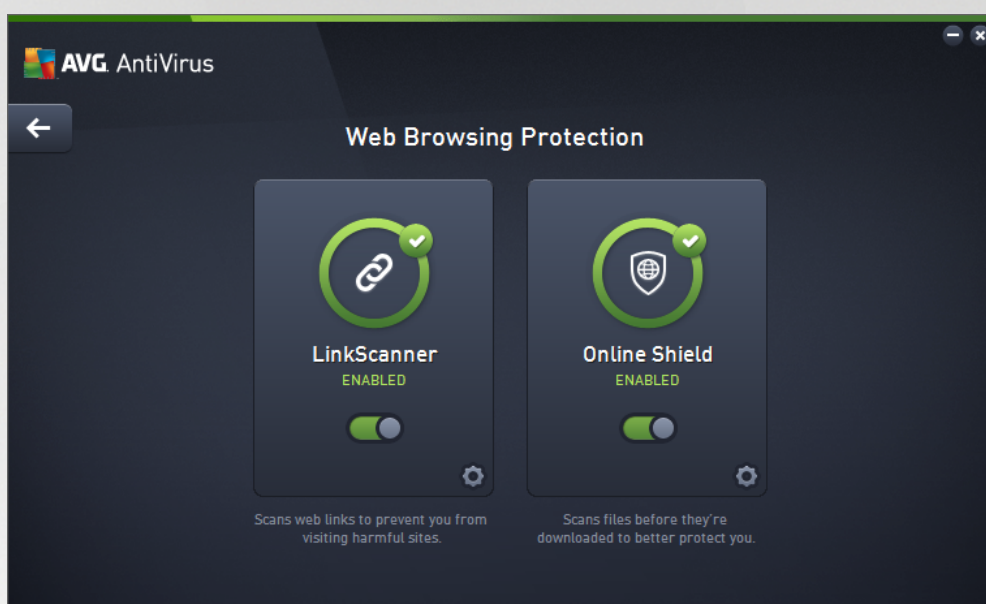 AVG. AntiVirus
Web Browsing Protection
LinkScanner
ENABLED
Scans web links to prevent you from
visiting harmful sites.
Online Shield
ENABLED
Scans files before they're
downloaded to better protect you.